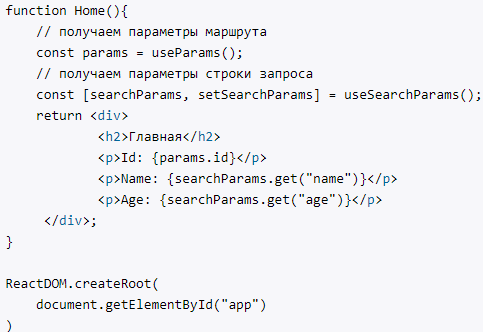 function Home(){
    // получаем параметры маршрута
    const params = useParams();
    // получаем параметры строки запроса
    const [searchParams, setSearchParams] = useSearchParams();
    return <div>
            <h2>Главная</h2>
            <p>Id: {params.id}</p>
            <p>Name: {searchParams.get("name")}</p>
            <p>Age: {searchParams.get("age")}</p>
     </div>;
}

ReactDOM.createRoot(
    document.getElementById("app")
)